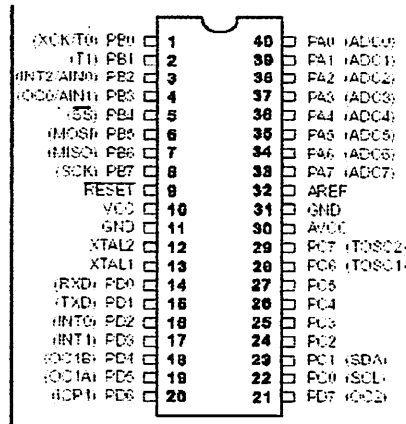 (XCK/T0) PB0 1 40 PA0 (ADC0)
(T1) PB1 2 39 PA1 (ADC1)
(INT2/AIN0) PB2 3 38 PA2 (ADC2)
(OC0/AIN1) PB3 4 37 PA3 (ADC3)
(SS) PB4 5 36 PA4 (ADC4)
(MOSI) PB5 6 35 PA5 (ADC5)
(MISO) PB6 7 34 PA6 (ADC6)
(SCK) PB7 8 33 PA7 (ADC7)
RESET 9 32 AREF
VCC 10 31 GND
GND 11 30 AVCC
XTAL2 12 29 PC7 (TOSC2
XTAL1 13 28 PC6 (TOSC1
(RXD) PD0 14 27 PC5
(TXD) PD1 15 26 PC4
(INT0) PD2 16 25 PC3
(INT1) PD3 17 24 PC2
(OC1B) PD4 18 23 PC1 (SDA)
(OC1A) PD5 19 22 PC0 (SCL)
(ICP1) PD6 20 21 PD7 (OC2)